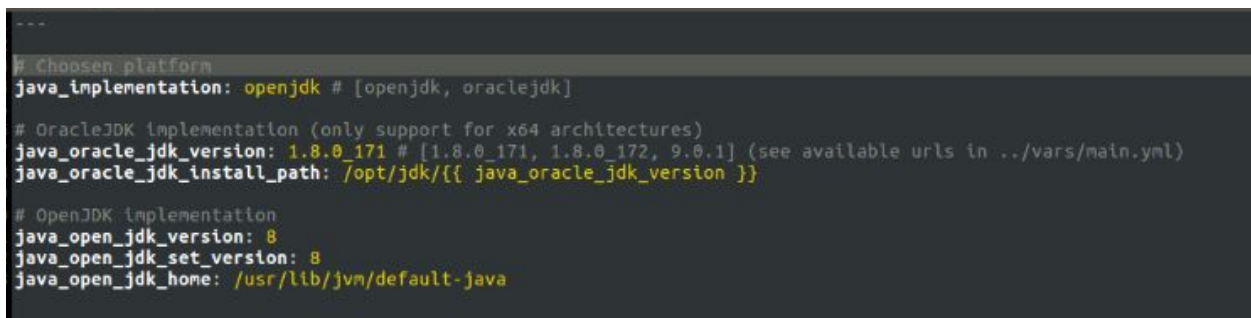 ---
# Choosen platform
java_implementation: openjdk # [openjdk, oraclejdk]
# OracleJDK implementation (only support for x64 architectures)
java_oracle_jdk_version: 1.8.0_171 # [1.8.0_171, 1.8.0_172, 9.0.1] (see available urls in ../vars/main.yml)
java_oracle_jdk_install_path: /opt/jdk/{{ java_oracle_jdk_version }}
# OpenJDK implementation
java_open_jdk_version: 8
java_open_jdk_set_version: 8
java_open_jdk_home: /usr/lib/jvm/default-java